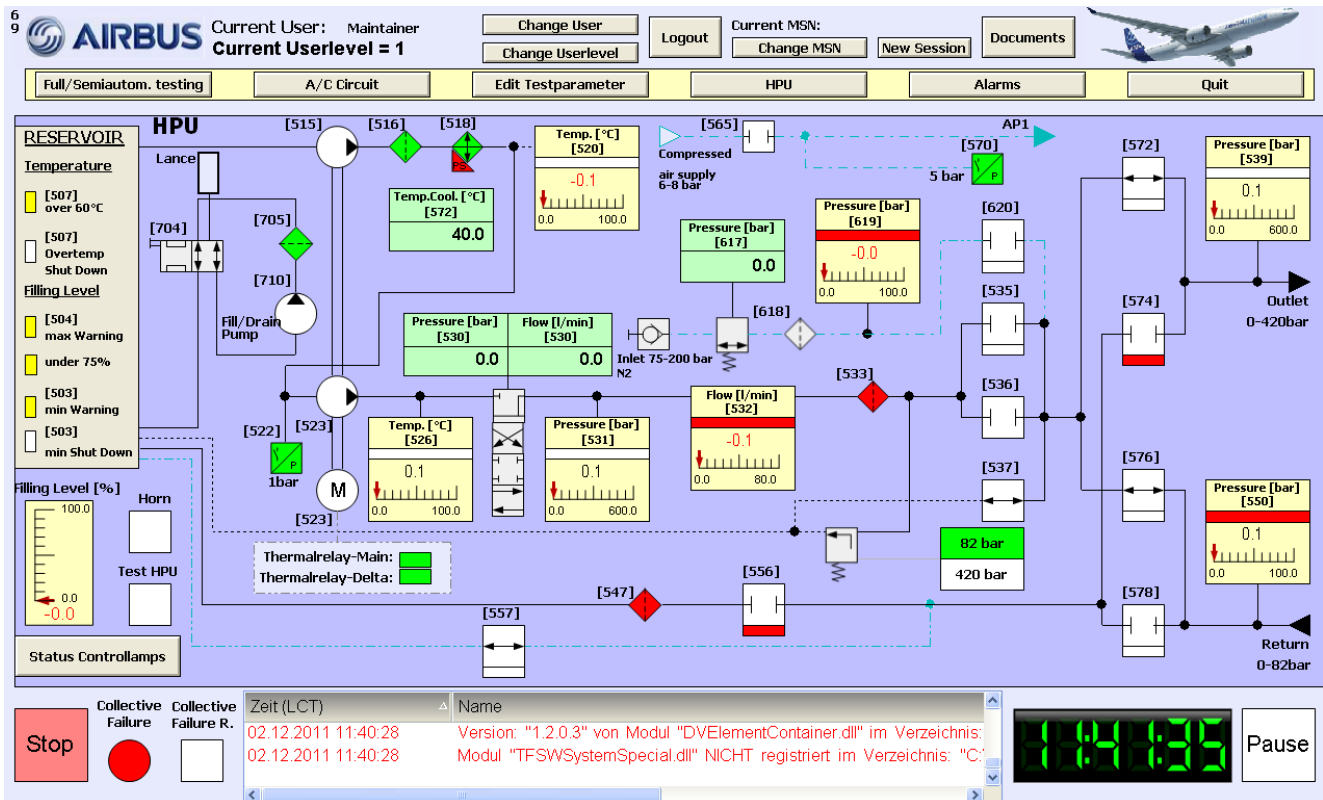 6
9
AIRBUS
Current User: Maintainer
Current Userlevel = 1
Change User
Change Userlevel
Logout
Current MSN:
Change MSN
New Session
Documents
Full/Semiautom. testing
A/C Circuit
Edit Testparameter
HPU
Alarms
Quit
RESERVOIR
Temperature
[507]
over 60°C
[507]
Overtemp
Shut Down
Filling Level
[504]
max Warning
under 75%
[503]
min Warning
[503]
min Shut Down
HPU
Lance
[704]
[705]
[710]
Fill/Drain
Pump
[515]
[516]
[518]
PS
Temp. [°C]
[520]
-0.1
0.0 100.0
Temp.Cool. [°C]
[572]
40.0
[565]
Compressed
air supply
6-8 bar
AP1
[570]
P
5 bar
[572]
Pressure [bar]
[539]
0.1
0.0 600.0
Pressure [bar]
[617]
0.0
Pressure [bar]
[619]
-0.0
0.0 100.0
[620]
[535]
[574]
Outlet
0-420bar
[618]
Inlet 75-200 bar
N2
Pressure [bar]
[530]
0.0
Flow [l/min]
[530]
0.0
[533]
[536]
[522]
P
1bar
[523]
Temp. [°C]
[526]
0.1
0.0 100.0
Pressure [bar]
[531]
0.1
0.0 600.0
Flow [l/min]
[532]
-0.1
0.0 80.0
[537]
[576]
Pressure [bar]
[550]
0.1
0.0 100.0
M
[523]
Thermalrelay-Main:
Thermalrelay-Delta:
82 bar
420 bar
Filling Level [%]
100.0
0.0
-0.0
Horn
Test HPU
[547]
[556]
[557]
[578]
Return
0-82bar
Status Controllamps
Stop
Collective
Failure
Collective
Failure R.
Zeit (LCT)
Name
02.12.2011 11:40:28 Version: "1.2.0.3" von Modul "DVElementContainer.dll" im Verzeichnis:
02.12.2011 11:40:28 Modul "TFSWSystemSpecial.dll" NICHT registriert im Verzeichnis: "C:
11:41:35
Pause